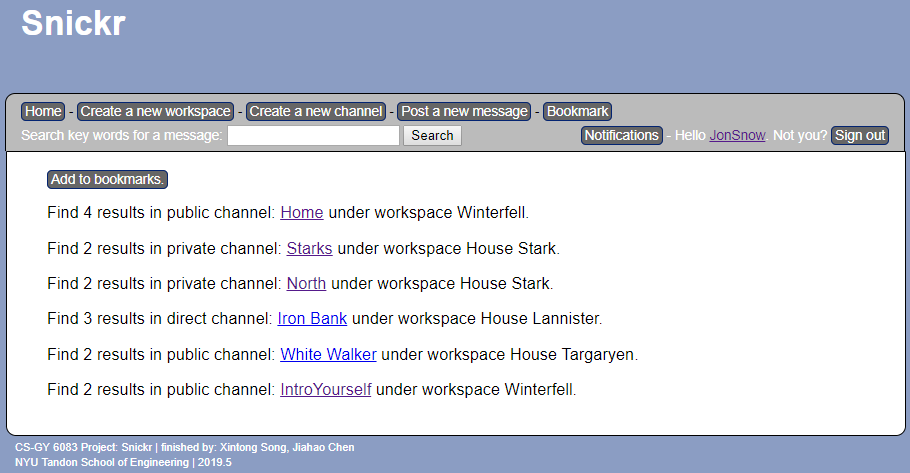 Snickr
Home - Create a new workspace - Create a new channel - Post a new message - Bookmark
Search key words for a message: Search Notifications - Hello JonSnow. Not you? Sign out
Add to bookmarks.
Find 4 results in public channel: Home under workspace Winterfell.
Find 2 results in private channel: Starks under workspace House Stark.
Find 2 results in private channel: North under workspace House Stark.
Find 3 results in direct channel: Iron Bank under workspace House Lannister.
Find 2 results in public channel: White Walker under workspace House Targaryen.
Find 2 results in public channel: IntroYourself under workspace Winterfell.
CS-GY 6083 Project: Snickr | finished by: Xintong Song, Jiahao Chen
NYU Tandon School of Engineering | 2019.5